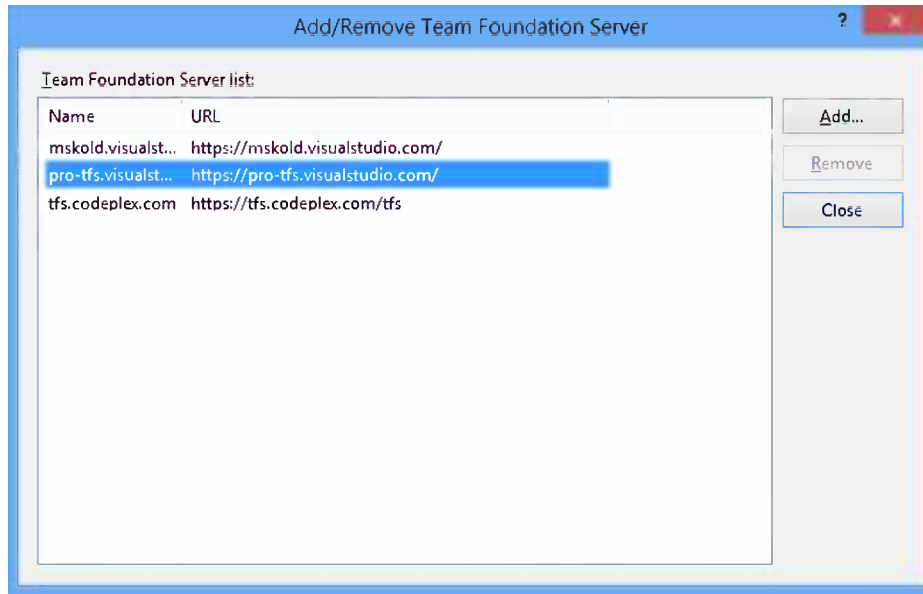 Add/Remove Team Foundation Server ?
Team Foundation Server list:
Name URL Add...
mskold.visualst... https://mskold.visualstudio.com/
pro-tfs.visualst... https://pro-tfs.visualstudio.com/ Remove
tfs.codeplex.com https://tfs.codeplex.com/tfs Close